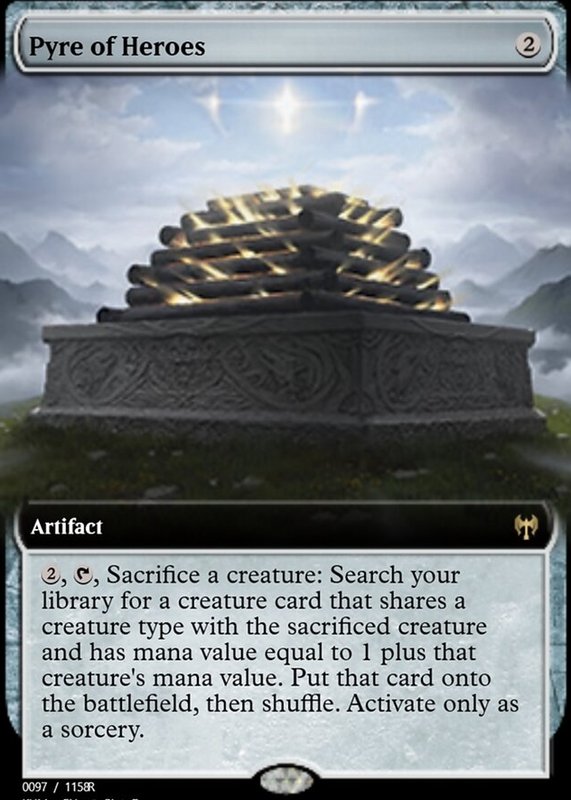 Pyre of Heroes 2
Artifact
2, , Sacrifice a creature: Search your
library for a creature card that shares a
creature type with the sacrificed creature
and has mana value equal to 1 plus that
creature's mana value. Put that card onto
the battlefield, then shuffle. Activate only as
a sorcery.
0097 / 1158R